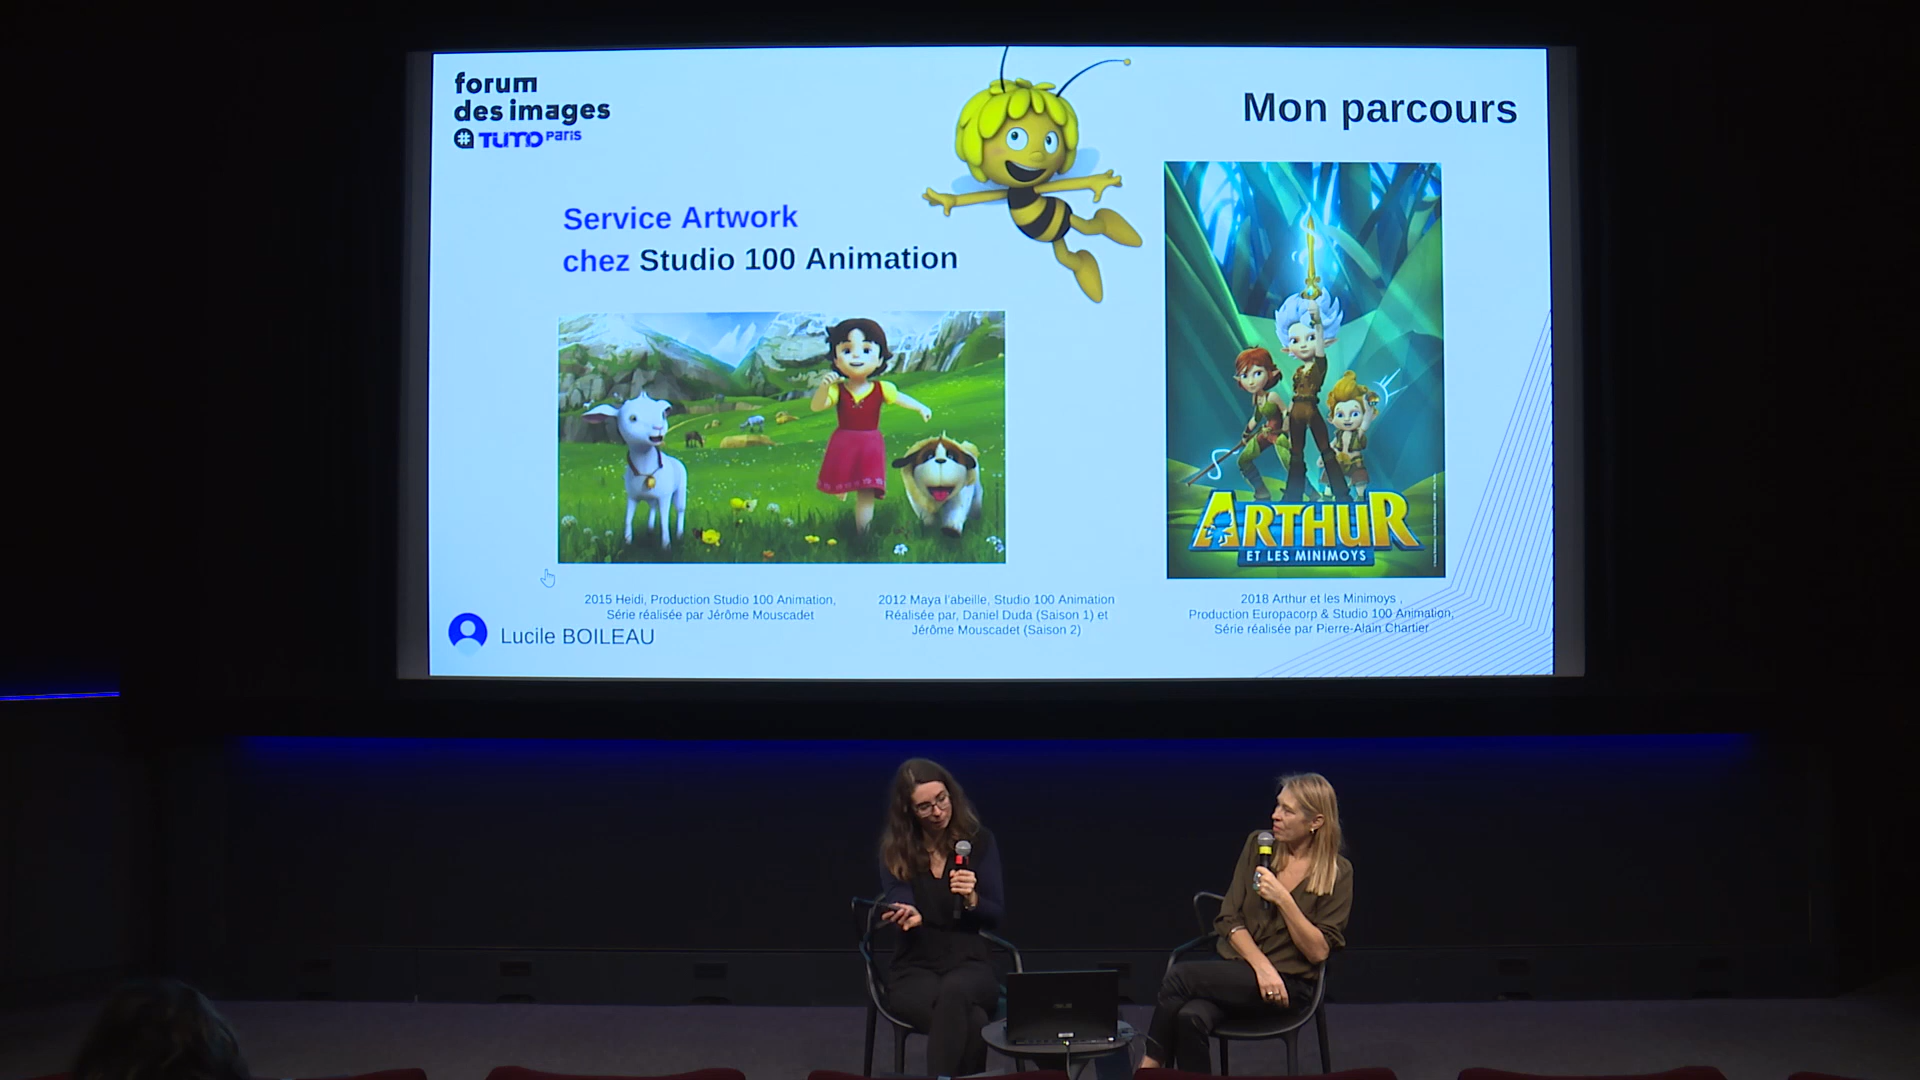 forum
des images
# TUMO Paris
Mon parcours
Service Artwork
chez Studio 100 Animation
ARTHUR
ET LES MINIMOYS
2015 Heidi, Production Studio 100 Animation,
Série réalisée par Jérôme Mouscadet
2012 Maya l'abeille, Studio 100 Animation
Réalisée par, Daniel Duda (Saison 1) et
Jérôme Mouscadet (Saison 2)
2018 Arthur et les Minimoys ,
Production Europacorp & Studio 100 Animation,
Série réalisée par Pierre-Alain Chartier
Lucile BOILEAU